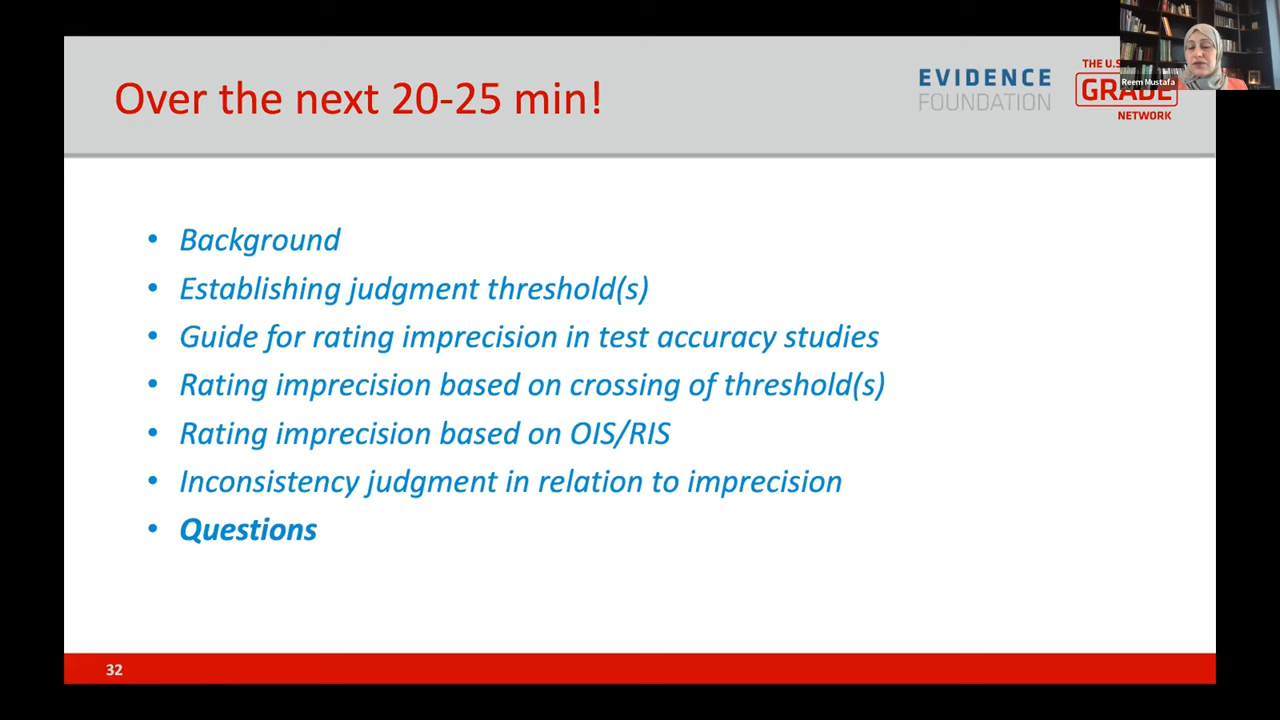 Over the next 20-25 min!
EVIDENCE
FOUNDATION
THE U.S.
GRADE
NETWORK
Reem Mustafa
• Background
• Establishing judgment threshold(s)
• Guide for rating imprecision in test accuracy studies
• Rating imprecision based on crossing of threshold(s)
• Rating imprecision based on OIS/RIS
• Inconsistency judgment in relation to imprecision
• Questions
32